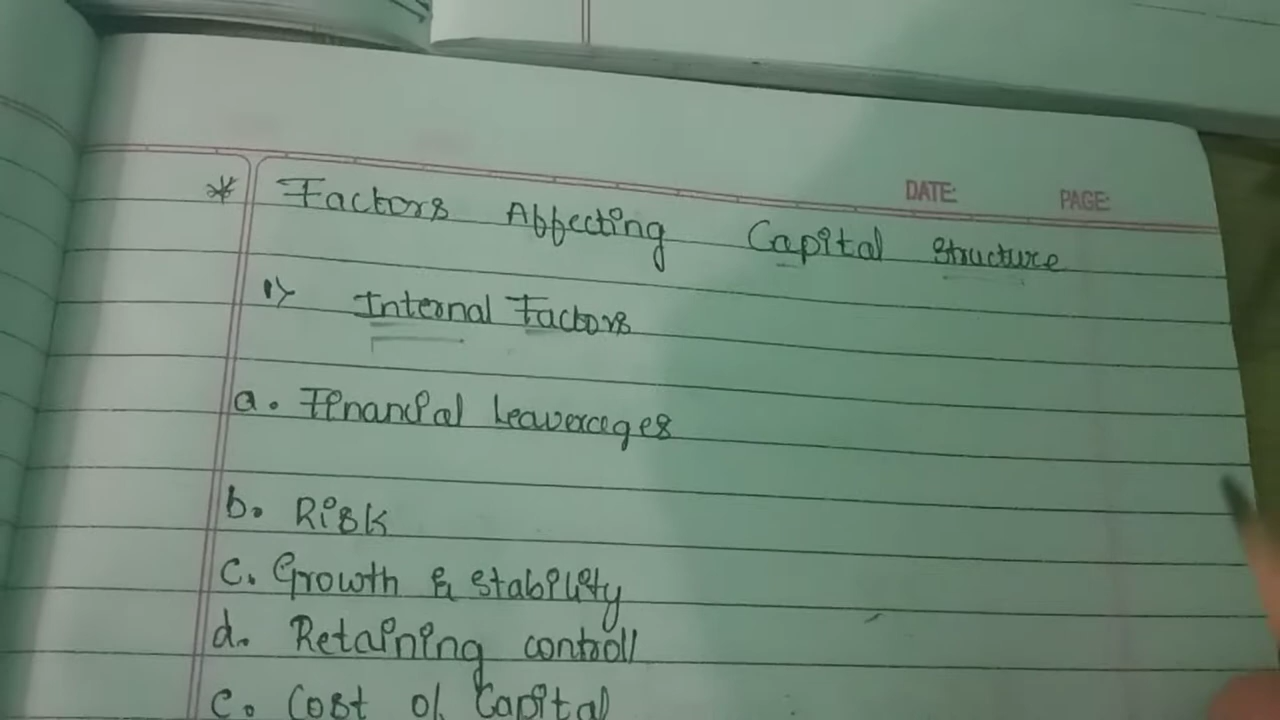 DATE: PAGE:
* Factors Affecting Capital Structure
1> Internal Factors
a. Financial Leaverages
b. Risk
c. Growth & stability
d. Retaining controll
e. Cost of Capital